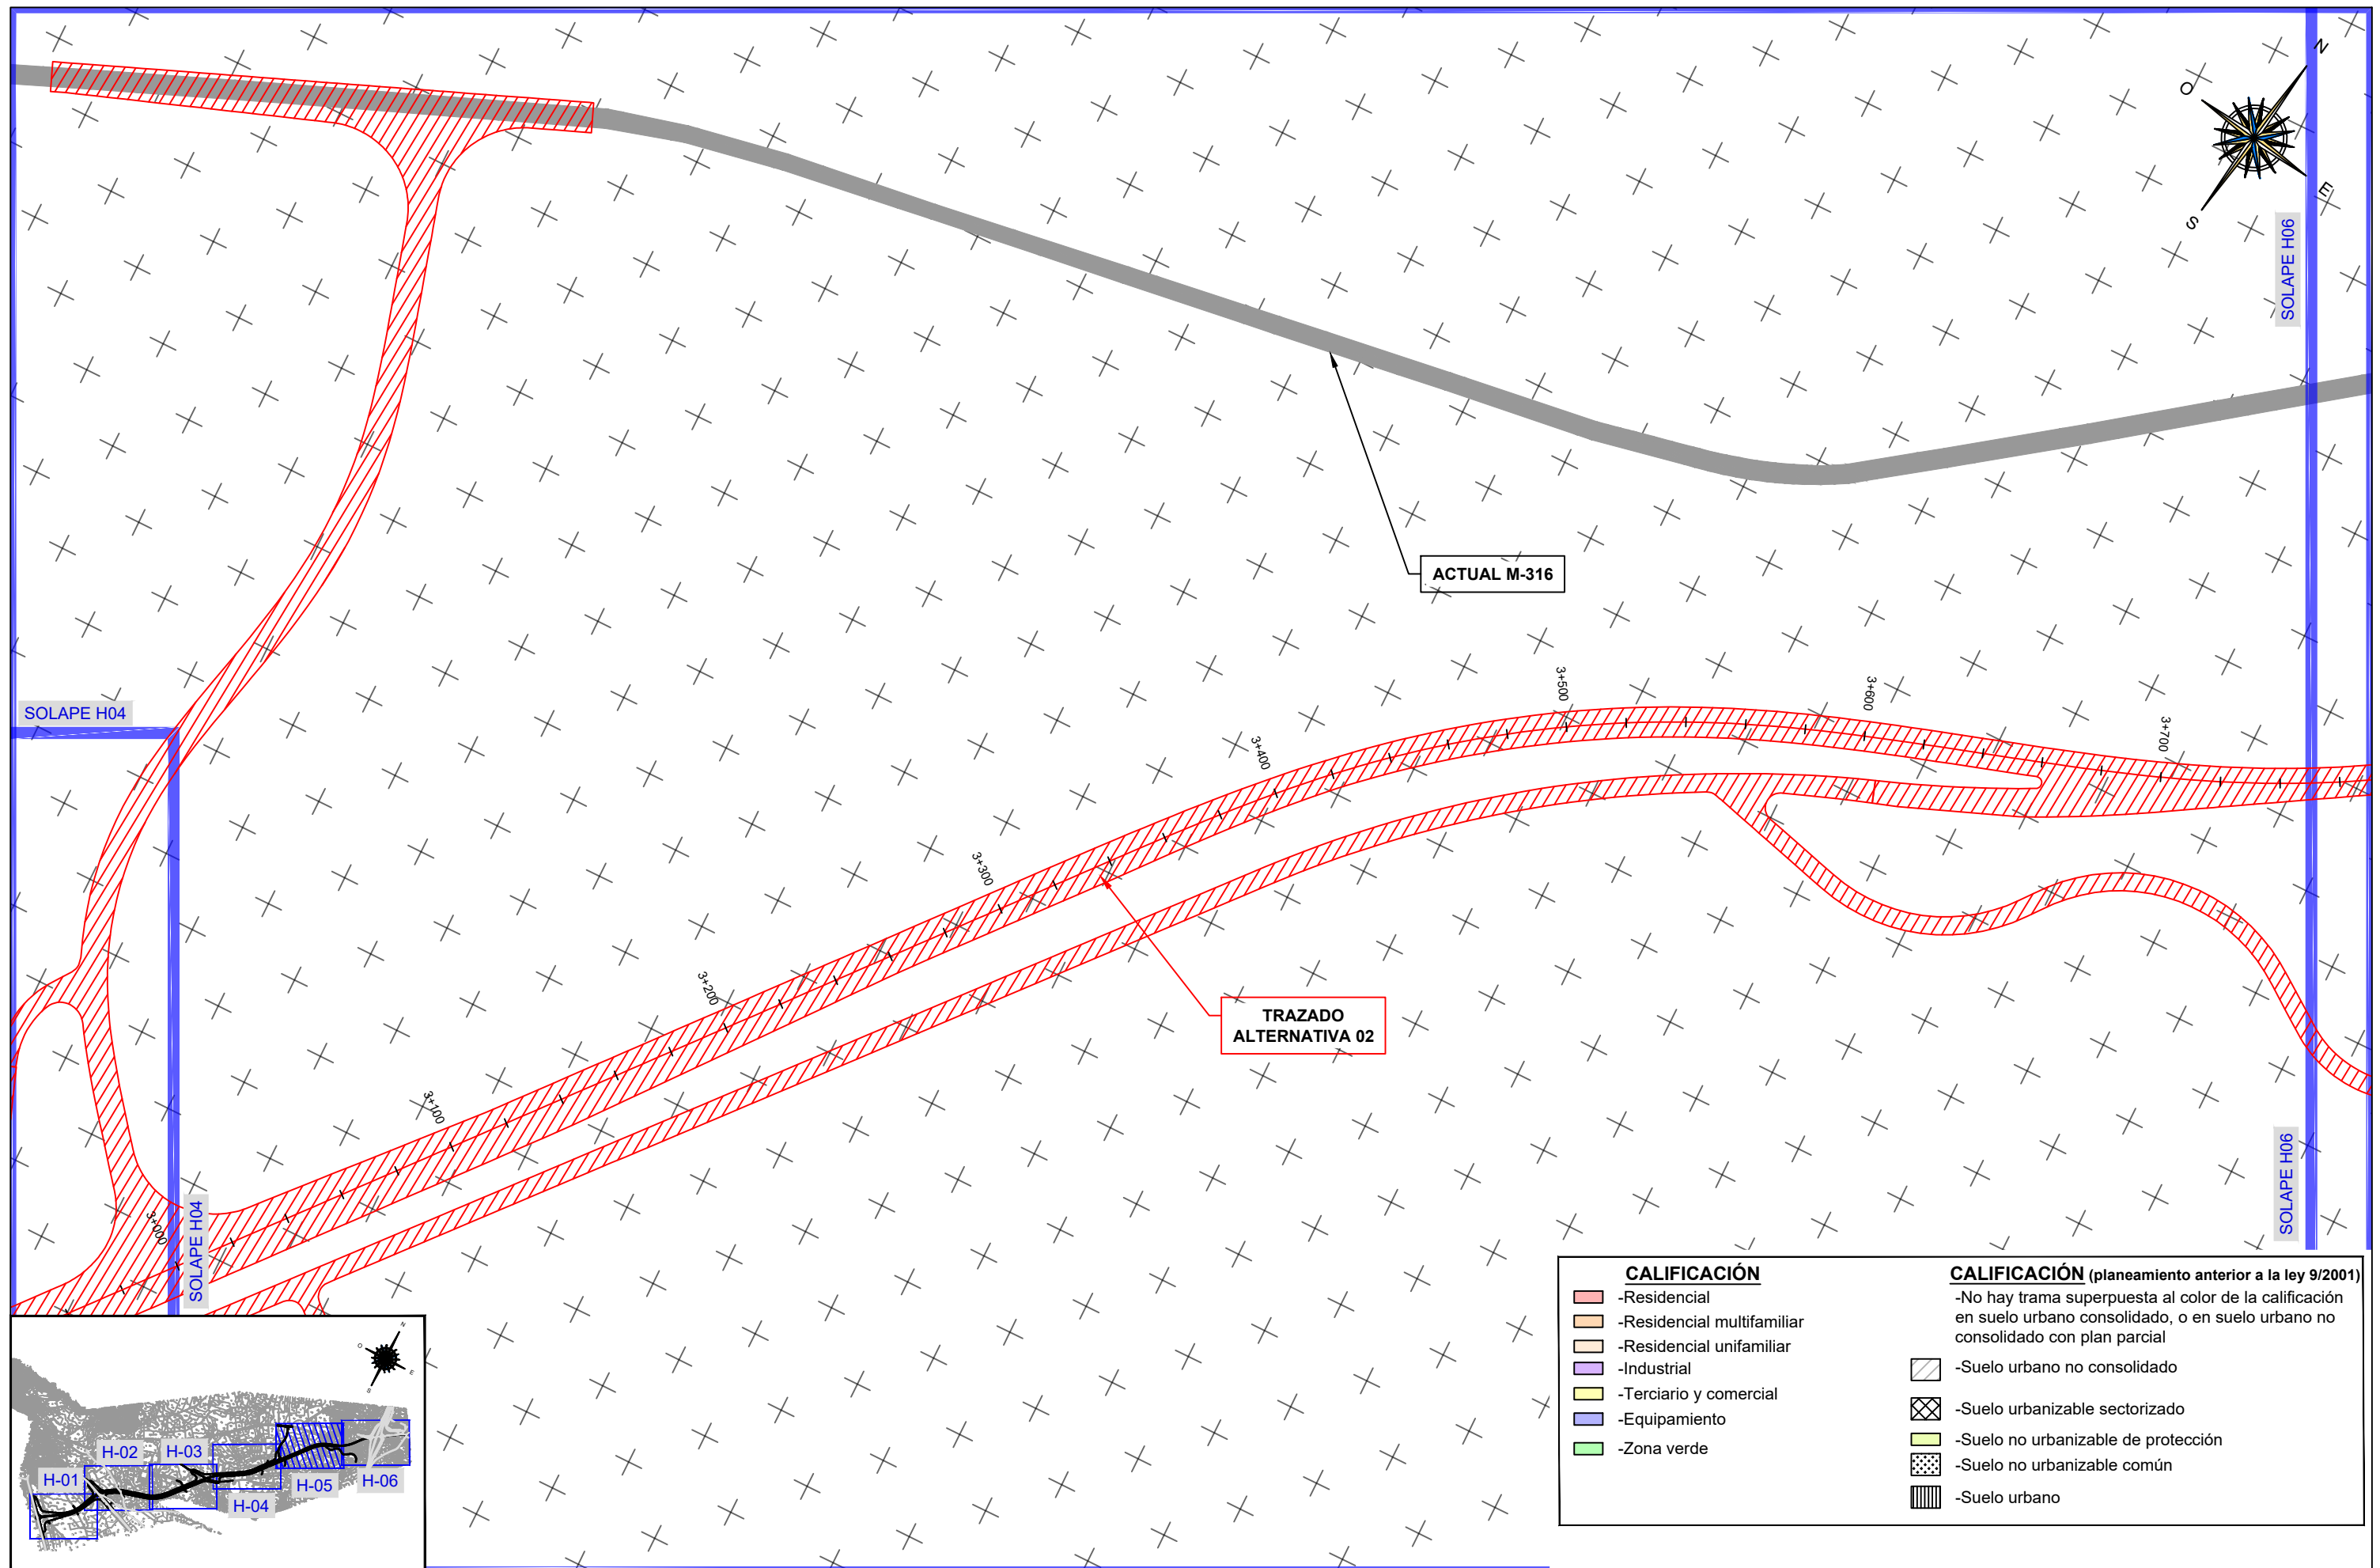 N
O
E
S
SOLAPE H06
ACTUAL M-316
3+500
3+600
3+700
SOLAPE H04
3+400
3+300
3+200
TRAZADO
ALTERNATIVA 02
3+100
3+000
SOLAPE H04
SOLAPE H06
N
O
E
S
H-01
H-02
H-03
H-04
H-05
H-06
CALIFICACIÓN
-Residencial
-Residencial multifamiliar
-Residencial unifamiliar
-Industrial
-Terciario y comercial
-Equipamiento
-Zona verde
CALIFICACIÓN (planeamiento anterior a la ley 9/2001)
-No hay trama superpuesta al color de la calificación
en suelo urbano consolidado, o en suelo urbano no
consolidado con plan parcial
-Suelo urbano no consolidado
-Suelo urbanizable sectorizado
-Suelo no urbanizable de protección
-Suelo no urbanizable común
-Suelo urbano